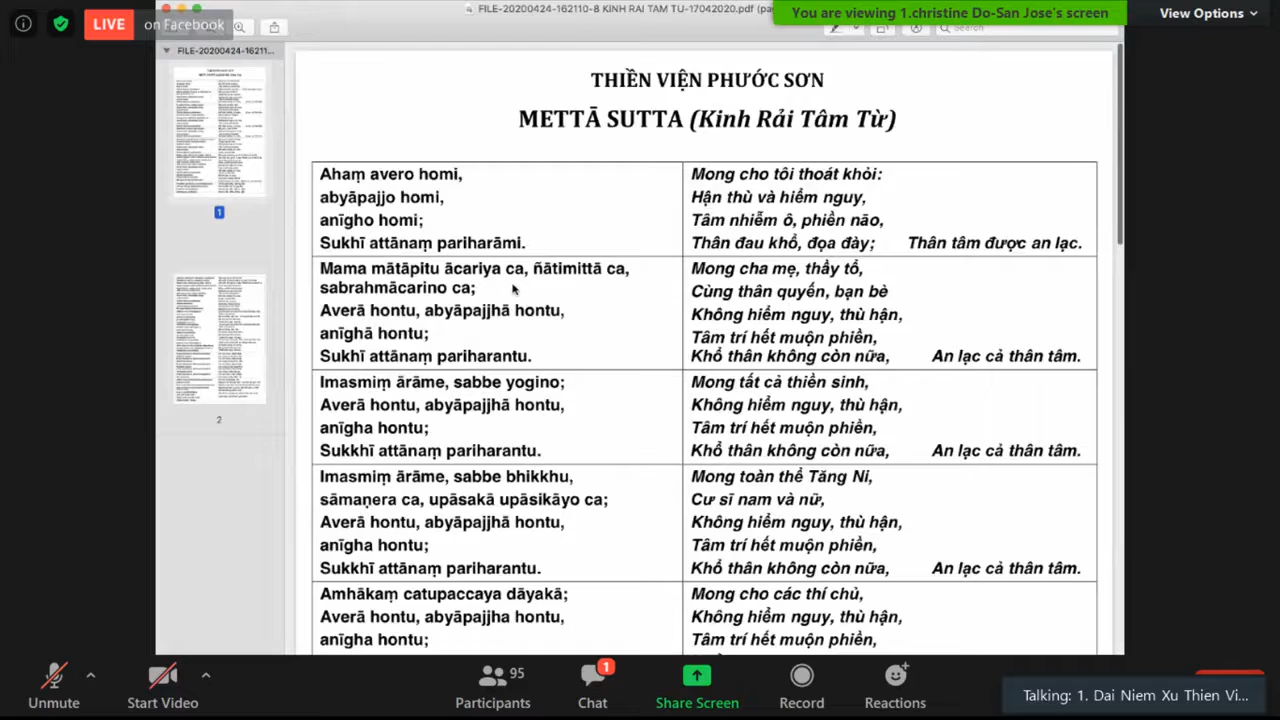 FILE-20200424-162110-8 KINH RAI TAM TU-17042020.pdf
You are viewing 1.christine Do-San Jose's screen
View Options
LIVE on Facebook
Search
FILE-20200424-16211...
1
2
THIỀN VIỆN PHƯỚC SƠN
METTĀ SUTTA (Kinh Rải Tâm Từ)
Ahaṃ avero homi,
abyāpajjo homi,
anīgho homi;
Sukhī attānaṃ pariharāmi.
Mong cho tôi thoát khỏi:
Hận thù và hiểm nguy,
Tâm nhiễm ô, phiền não,
Thân đau khổ, đọa đày; Thân tâm được an lạc.
Mama mātāpitu ācariya ca, ñātimittā ca,
sabrahmacārino ca;
hontu, abyāpajjhā hontu,
hontu;
pariharantu.
Mong cha mẹ, thầy tổ,
Cùng bạn
Không hiểm nguy, thù hận,
Tâm trí hết muộn phiền,
Khổ thân không còn nữa, An lạc cả thân tâm.
yogino;
Averā hontu, abyāpajjhā hontu,
anīgha hontu;
Sukkhī attānaṃ pariharantu.
Mong tất cả thiền sinh,
Không hiểm nguy, thù hận,
Tâm trí hết muộn phiền,
Khổ thân không còn nữa, An lạc cả thân tâm.
Imasmiṃ ārāme, sabbe bhikkhu,
sāmaṇera ca, upāsakā upāsikāyo ca;
Averā hontu, abyāpajjhā hontu,
anīgha hontu;
Sukkhī attānaṃ pariharantu.
Mong toàn thể Tăng Ni,
Cư sĩ nam và nữ,
Không hiểm nguy, thù hận,
Tâm trí hết muộn phiền,
Khổ thân không còn nữa, An lạc cả thân tâm.
Amhākaṃ catupaccaya dāyakā;
Averā hontu, abyāpajjha hontu,
anīgha hontu;
Mong cho các thí chủ,
Không hiểm nguy, thù hận,
Tâm trí hết muộn phiền,
Unmute
Start Video
Participants
95
Chat
1
Share Screen
Record
Reactions
Talking: 1. Dai Niem Xu Thien Vi...